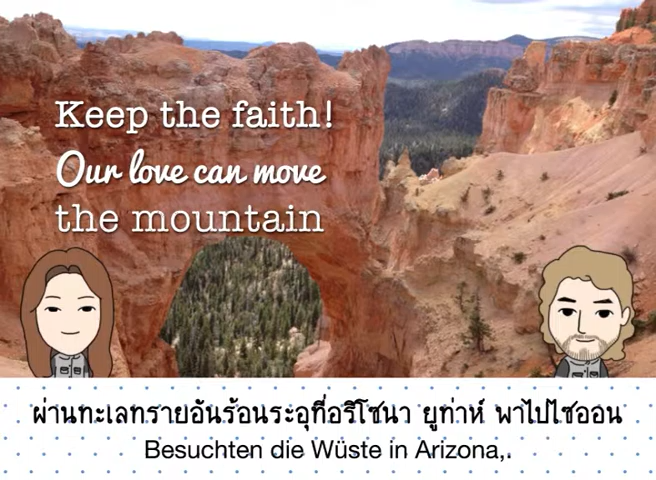 Keep the faith!
Our love can move
the mountain
ผ่านทะเลทรายอันร้อนระอุที่อริโซนา ยูท่าห์ พาไปไซออน
Besuchten die Wüste in Arizona,.